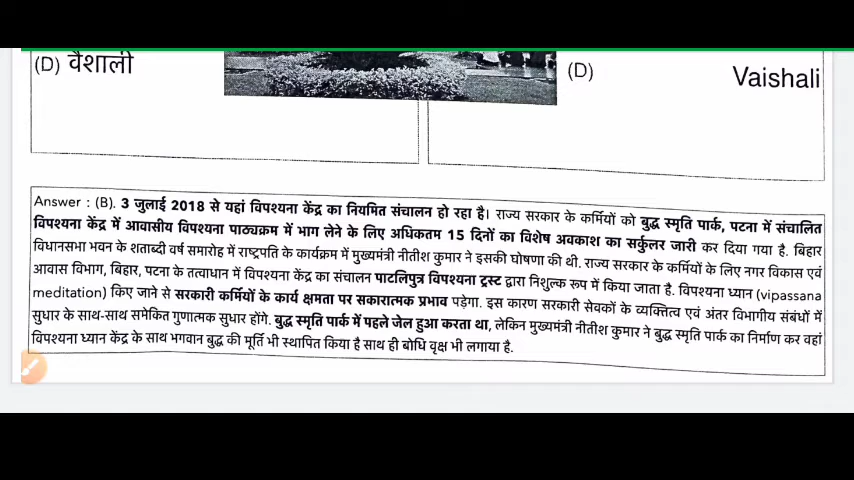 (D) वैशाली
(D) Vaishali
Answer : (B). 3 जुलाई 2018 से यहां विपश्यना केंद्र का नियमित संचालन हो रहा है। राज्य सरकार के कर्मियों को बुद्ध स्मृति पार्क, पटना में संचालित
विपश्यना केंद्र में आवासीय विपश्यना पाठ्यक्रम में भाग लेने के लिए अधिकतम 15 दिनों का विशेष अवकाश का सर्कुलर जारी कर दिया गया है. बिहार
विधानसभा भवन के शताब्दी वर्ष समारोह में राष्ट्रपति के कार्यक्रम में मुख्यमंत्री नीतीश कुमार ने इसकी घोषणा की थी. राज्य सरकार के कर्मियों के लिए नगर विकास एवं
आवास विभाग, बिहार, पटना के तत्वाधान में विपश्यना केंद्र का संचालन पाटलिपुत्र विपश्यना ट्रस्ट द्वारा निशुल्क रूप में किया जाता है. विपश्यना ध्यान (vipassana
meditation) किए जाने से सरकारी कर्मियों के कार्य क्षमता पर सकारात्मक प्रभाव पड़ेगा. इस कारण सरकारी सेवकों के व्यक्तित्व एवं अंतर विभागीय संबंधों में
सुधार के साथ-साथ समेकित गुणात्मक सुधार होंगे. बुद्ध स्मृति पार्क में पहले जेल हुआ करता था, लेकिन मुख्यमंत्री नीतीश कुमार ने बुद्ध स्मृति पार्क का निर्माण कर वहां
विपश्यना ध्यान केंद्र के साथ भगवान बुद्ध की मूर्ति भी स्थापित किया है साथ ही बोधि वृक्ष भी लगाया है.